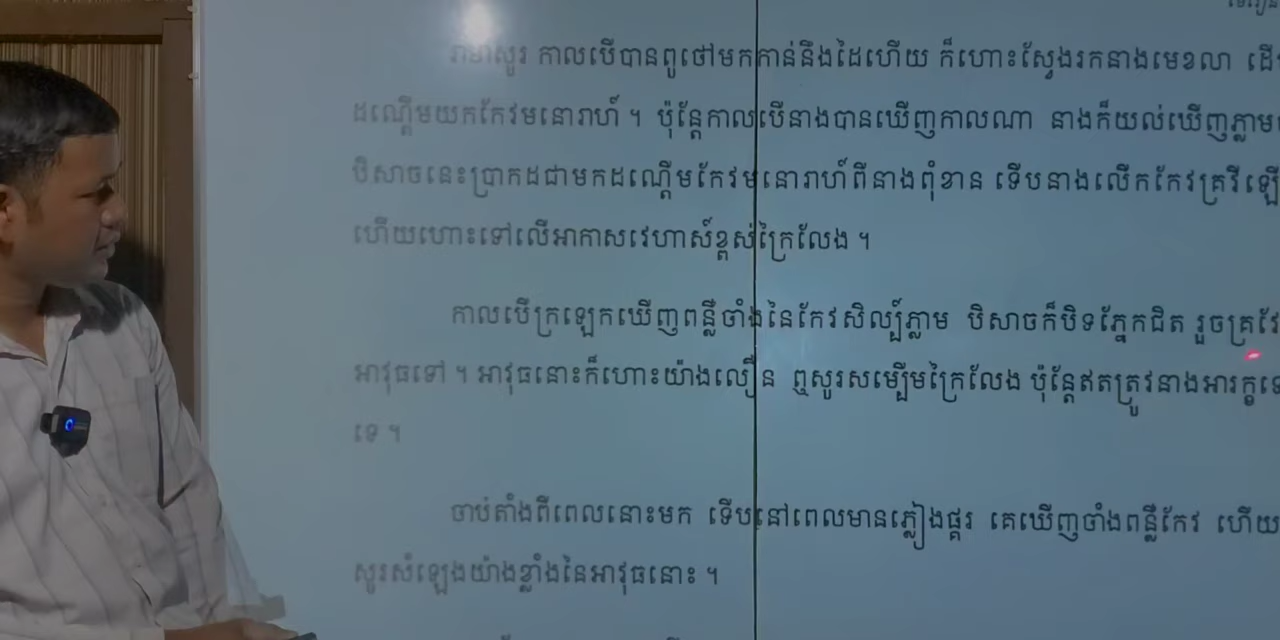 រាមសូរ កាលបើបានពូថៅមកកាន់នឹងដៃហើយ ក៏ហោះស្វែងរកនាងមេខលា ដើ
ដណ្ដើមយកកែវមនោរាហ៍ ។ ប៉ុន្តែកាលបើនាងបានឃើញកាលណា នាងក៏យល់ឃើញភ្លាម
បិសាចនេះប្រាកដជាមកដណ្ដើមកែវមនោរាហ៍ពីនាងពុំខាន ទើបនាងលើកកែវគ្រវីឡើ
ហើយហោះទៅលើអាកាសវេហាស៍ខ្ពស់ក្រៃលែង ។
កាលបើក្រឡេកឃើញពន្លឺចាំងនៃកែវសិល្ប៍ភ្លាម បិសាចក៏បិទភ្នែកជិត រួចគ្រវែ
អាវុធទៅ ។ អាវុធនោះក៏ហោះយ៉ាងលឿន ឮសូរសម្បើមក្រៃលែង ប៉ុន្តែឥតត្រូវនាងអារក្ខទេ
ទេ ។
ចាប់តាំងពីពេលនោះមក ទើបនៅពេលមានភ្លៀងផ្គរ គេឃើញចាំងពន្លឺកែវ ហើយ
សូរសំឡេងយ៉ាងខ្លាំងនៃអាវុធនោះ ។